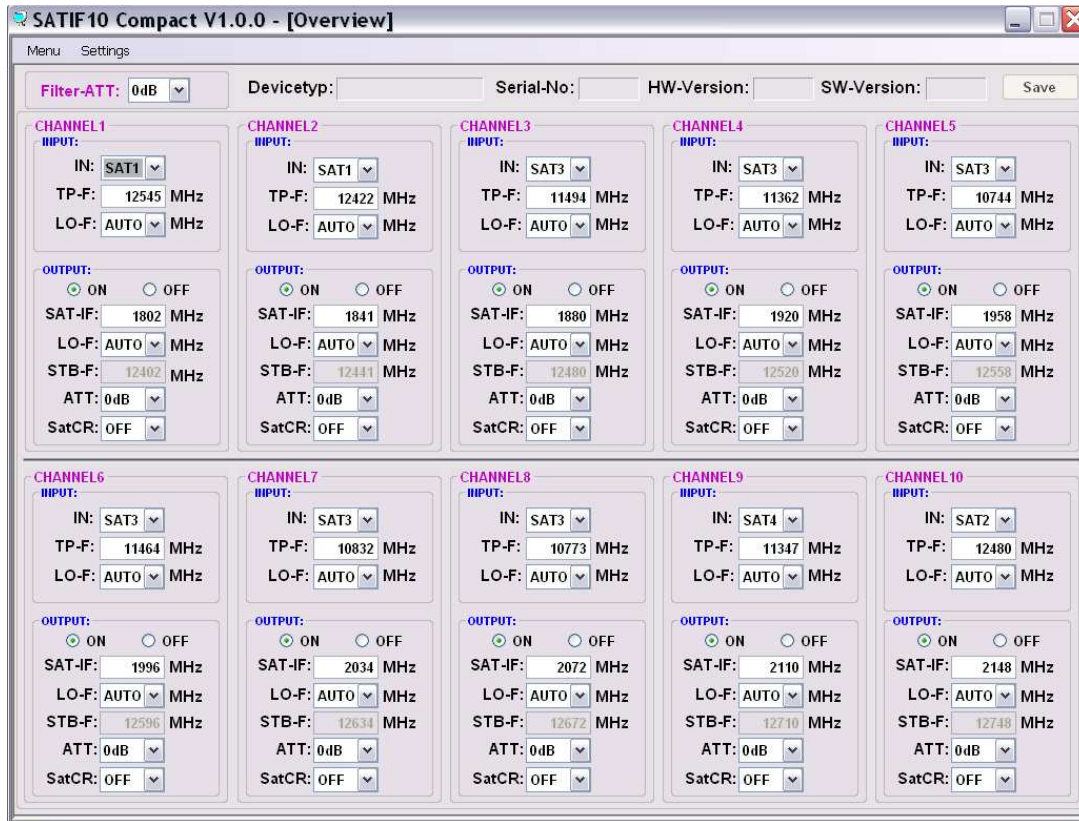 SATIF10 Compact V1.0.0 - [Overview]
Menu Settings
Filter-ATT: 0dB Devicetyp: Serial-No: HW-Version: SW-Version: Save
CHANNEL1
INPUT:
IN: SAT1
TP-F: 12545 MHz
LO-F: AUTO MHz
OUTPUT:
ON OFF
SAT-IF: 1802 MHz
LO-F: AUTO MHz
STB-F: 12402 MHz
ATT: 0dB
SatCR: OFF
CHANNEL2
INPUT:
IN: SAT1
TP-F: 12422 MHz
LO-F: AUTO MHz
OUTPUT:
ON OFF
SAT-IF: 1841 MHz
LO-F: AUTO MHz
STB-F: 12441 MHz
ATT: 0dB
SatCR: OFF
CHANNEL3
INPUT:
IN: SAT3
TP-F: 11494 MHz
LO-F: AUTO MHz
OUTPUT:
ON OFF
SAT-IF: 1880 MHz
LO-F: AUTO MHz
STB-F: 12480 MHz
ATT: 0dB
SatCR: OFF
CHANNEL4
INPUT:
IN: SAT3
TP-F: 11362 MHz
LO-F: AUTO MHz
OUTPUT:
ON OFF
SAT-IF: 1920 MHz
LO-F: AUTO MHz
STB-F: 12520 MHz
ATT: 0dB
SatCR: OFF
CHANNEL5
INPUT:
IN: SAT3
TP-F: 10744 MHz
LO-F: AUTO MHz
OUTPUT:
ON OFF
SAT-IF: 1958 MHz
LO-F: AUTO MHz
STB-F: 12558 MHz
ATT: 0dB
SatCR: OFF
CHANNEL6
INPUT:
IN: SAT3
TP-F: 11464 MHz
LO-F: AUTO MHz
OUTPUT:
ON OFF
SAT-IF: 1996 MHz
LO-F: AUTO MHz
STB-F: 12596 MHz
ATT: 0dB
SatCR: OFF
CHANNEL7
INPUT:
IN: SAT3
TP-F: 10832 MHz
LO-F: AUTO MHz
OUTPUT:
ON OFF
SAT-IF: 2034 MHz
LO-F: AUTO MHz
STB-F: 12634 MHz
ATT: 0dB
SatCR: OFF
CHANNEL8
INPUT:
IN: SAT3
TP-F: 10773 MHz
LO-F: AUTO MHz
OUTPUT:
ON OFF
SAT-IF: 2072 MHz
LO-F: AUTO MHz
STB-F: 12672 MHz
ATT: 0dB
SatCR: OFF
CHANNEL9
INPUT:
IN: SAT4
TP-F: 11347 MHz
LO-F: AUTO MHz
OUTPUT:
ON OFF
SAT-IF: 2110 MHz
LO-F: AUTO MHz
STB-F: 12710 MHz
ATT: 0dB
SatCR: OFF
CHANNEL10
INPUT:
IN: SAT2
TP-F: 12480 MHz
LO-F: AUTO MHz
OUTPUT:
ON OFF
SAT-IF: 2148 MHz
LO-F: AUTO MHz
STB-F: 12748 MHz
ATT: 0dB
SatCR: OFF